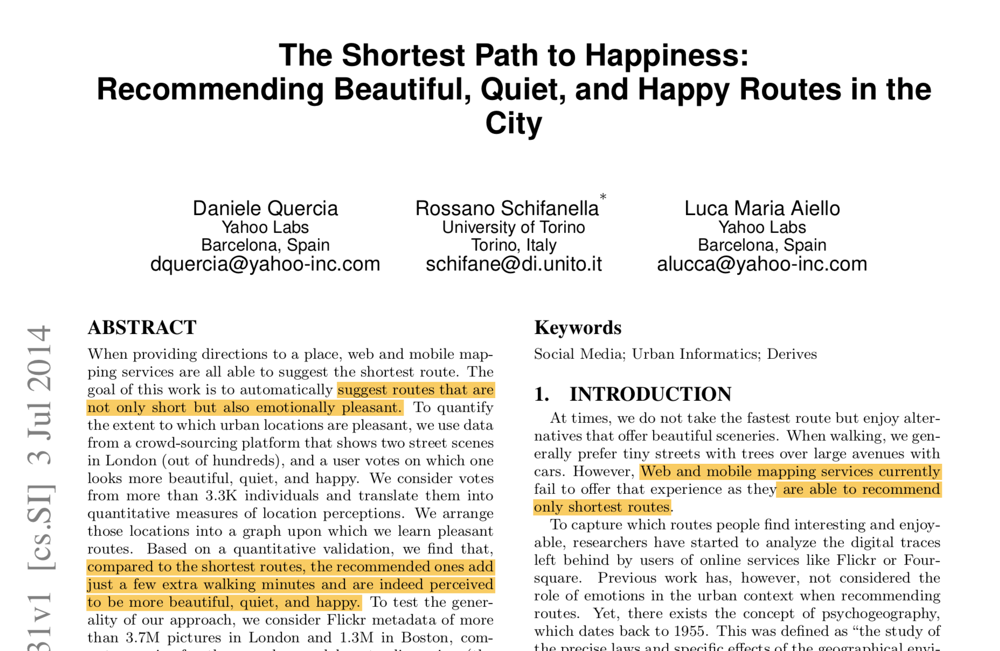 The Shortest Path to Happiness:
Recommending Beautiful, Quiet, and Happy Routes in the
City
Daniele Quercia
Yahoo Labs
Barcelona, Spain
dquercia@yahoo-inc.com
Rossano Schifanella*
University of Torino
Torino, Italy
schifane@di.unito.it
Luca Maria Aiello
Yahoo Labs
Barcelona, Spain
alucca@yahoo-inc.com
31v1 [cs.SI] 3 Jul 2014
ABSTRACT
When providing directions to a place, web and mobile map-
ping services are all able to suggest the shortest route. The
goal of this work is to automatically suggest routes that are
not only short but also emotionally pleasant. To quantify
the extent to which urban locations are pleasant, we use data
from a crowd-sourcing platform that shows two street scenes
in London (out of hundreds), and a user votes on which one
looks more beautiful, quiet, and happy. We consider votes
from more than 3.3K individuals and translate them into
quantitative measures of location perceptions. We arrange
those locations into a graph upon which we learn pleasant
routes. Based on a quantitative validation, we find that,
compared to the shortest routes, the recommended ones add
just a few extra walking minutes and are indeed perceived
to be more beautiful, quiet, and happy. To test the gener-
ality of our approach, we consider Flickr metadata of more
than 3.7M pictures in London and 1.3M in Boston, com-
Keywords
Social Media; Urban Informatics; Derives
1. INTRODUCTION
At times, we do not take the fastest route but enjoy alter-
natives that offer beautiful sceneries. When walking, we gen-
erally prefer tiny streets with trees over large avenues with
cars. However, Web and mobile mapping services currently
fail to offer that experience as they are able to recommend
only shortest routes.
To capture which routes people find interesting and enjoy-
able, researchers have started to analyze the digital traces
left behind by users of online services like Flickr or Four-
square. Previous work has, however, not considered the
role of emotions in the urban context when recommending
routes. Yet, there exists the concept of psychogeography,
which dates back to 1955. This was defined as “the study of
the precise laws and specific effects of the geographical envi-